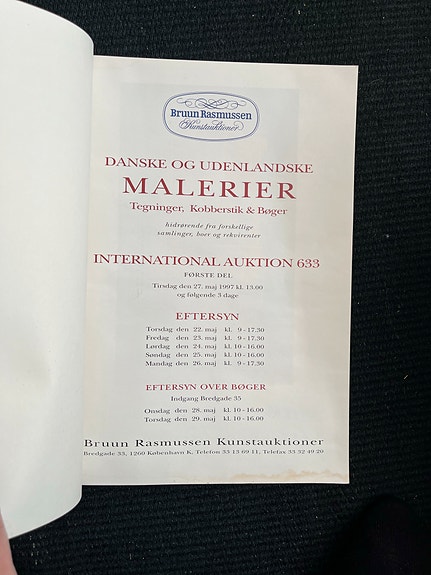 Bruun Rasmussen
Kunstauktioner
DANSKE OG UDENLANDSKE
MALERIER
Tegninger, Kobberstik & Bøger
hidrørende fra forskellige
samlinger, boer og rekvirenter
INTERNATIONAL AUKTION 633
FØRSTE DEL
Tirsdag den 27. maj 1997 kl. 13.00
og følgende 3 dage
EFTERSYN
Torsdag den 22. maj kl. 9-17.30
Fredag den 23. maj kl. 9-17.30
Lørdag den 24. maj kl. 10-16.00
Søndag den 25. maj kl. 10-16.00
Mandag den 26. maj kl. 9-17.30
EFTERSYN OVER BØGER
Indgang Bredgade 35
Onsdag den 28. maj kl. 10-16.00
Torsdag den 29. maj kl. 10-16.00
Bruun Rasmussen Kunstauktioner
Bredgade 33, 1260 København K, Telefon 33 13 69 11, Telefax 33 32 49 20